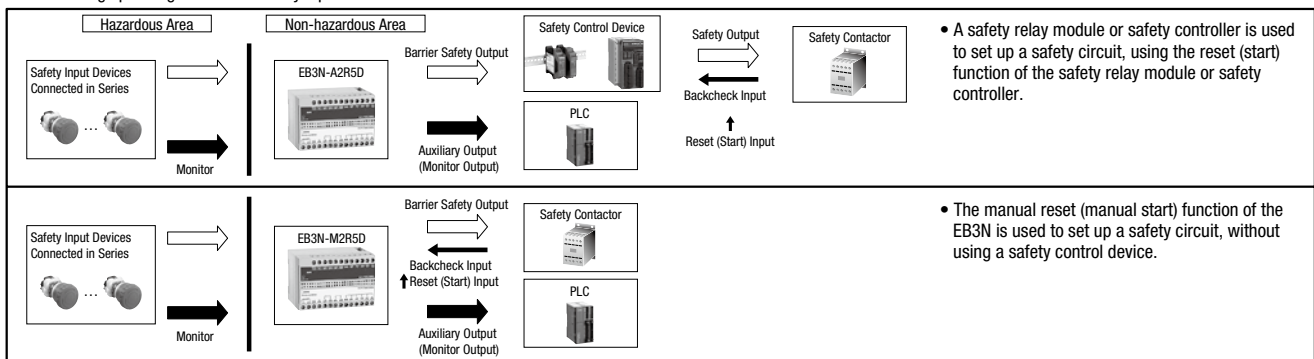 Hazardous Area
Non-hazardous Area
Safety Input Devices
Connected in Series
...
Monitor
EB3N-A2R5D
Barrier Safety Output
Auxiliary Output
(Monitor Output)
Safety Control Device
PLC
Safety Output
Backcheck Input
Reset (Start) Input
Safety Contactor
• A safety relay module or safety controller is used
to set up a safety circuit, using the reset (start)
function of the safety relay module or safety
controller.
Safety Input Devices
Connected in Series
...
Monitor
EB3N-M2R5D
Barrier Safety Output
Backcheck Input
Reset (Start) Input
Auxiliary Output
(Monitor Output)
Safety Contactor
PLC
• The manual reset (manual start) function of the
EB3N is used to set up a safety circuit, without
using a safety control device.